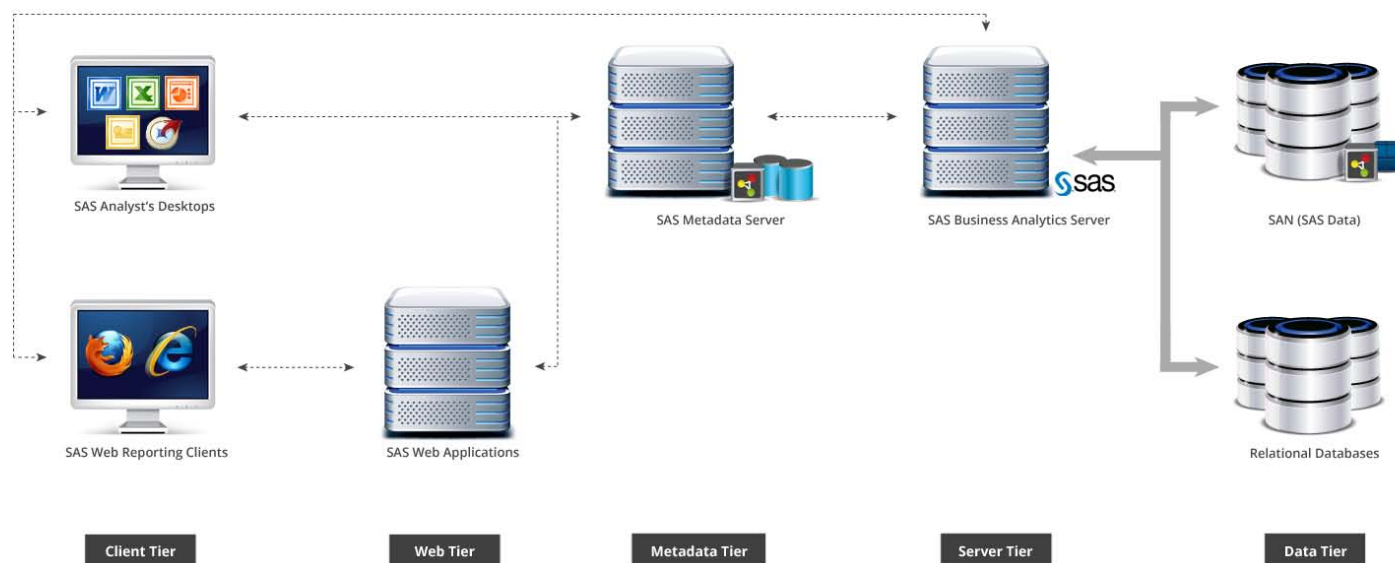 W
X
SAS Analyst's Desktops
SAS Metadata Server
sas
SAS Business Analytics Server
SAN (SAS Data)
SAS Web Reporting Clients
SAS Web Applications
Relational Databases
Client Tier
Web Tier
Metadata Tier
Server Tier
Data Tier